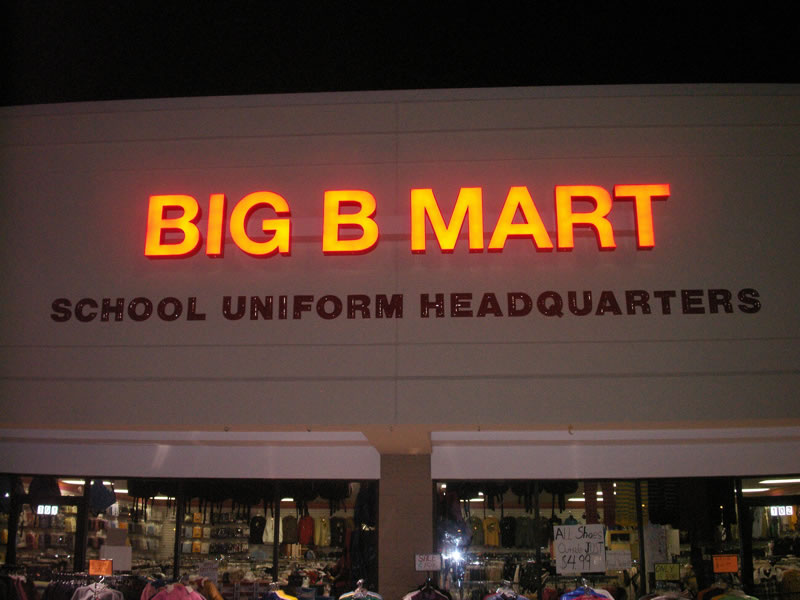 BIG B MART
SCHOOL UNIFORM HEADQUARTERS
ALL Shoes
$4.99